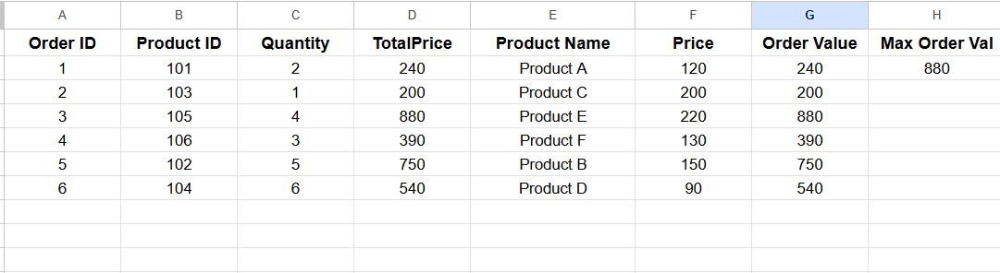 A B C D E F G H
Order ID Product ID Quantity TotalPrice Product Name Price Order Value Max Order Val
1 101 2 240 Product A 120 240 880
2 103 1 200 Product C 200 200
3 105 4 880 Product E 220 880
4 106 3 390 Product F 130 390
5 102 5 750 Product B 150 750
6 104 6 540 Product D 90 540